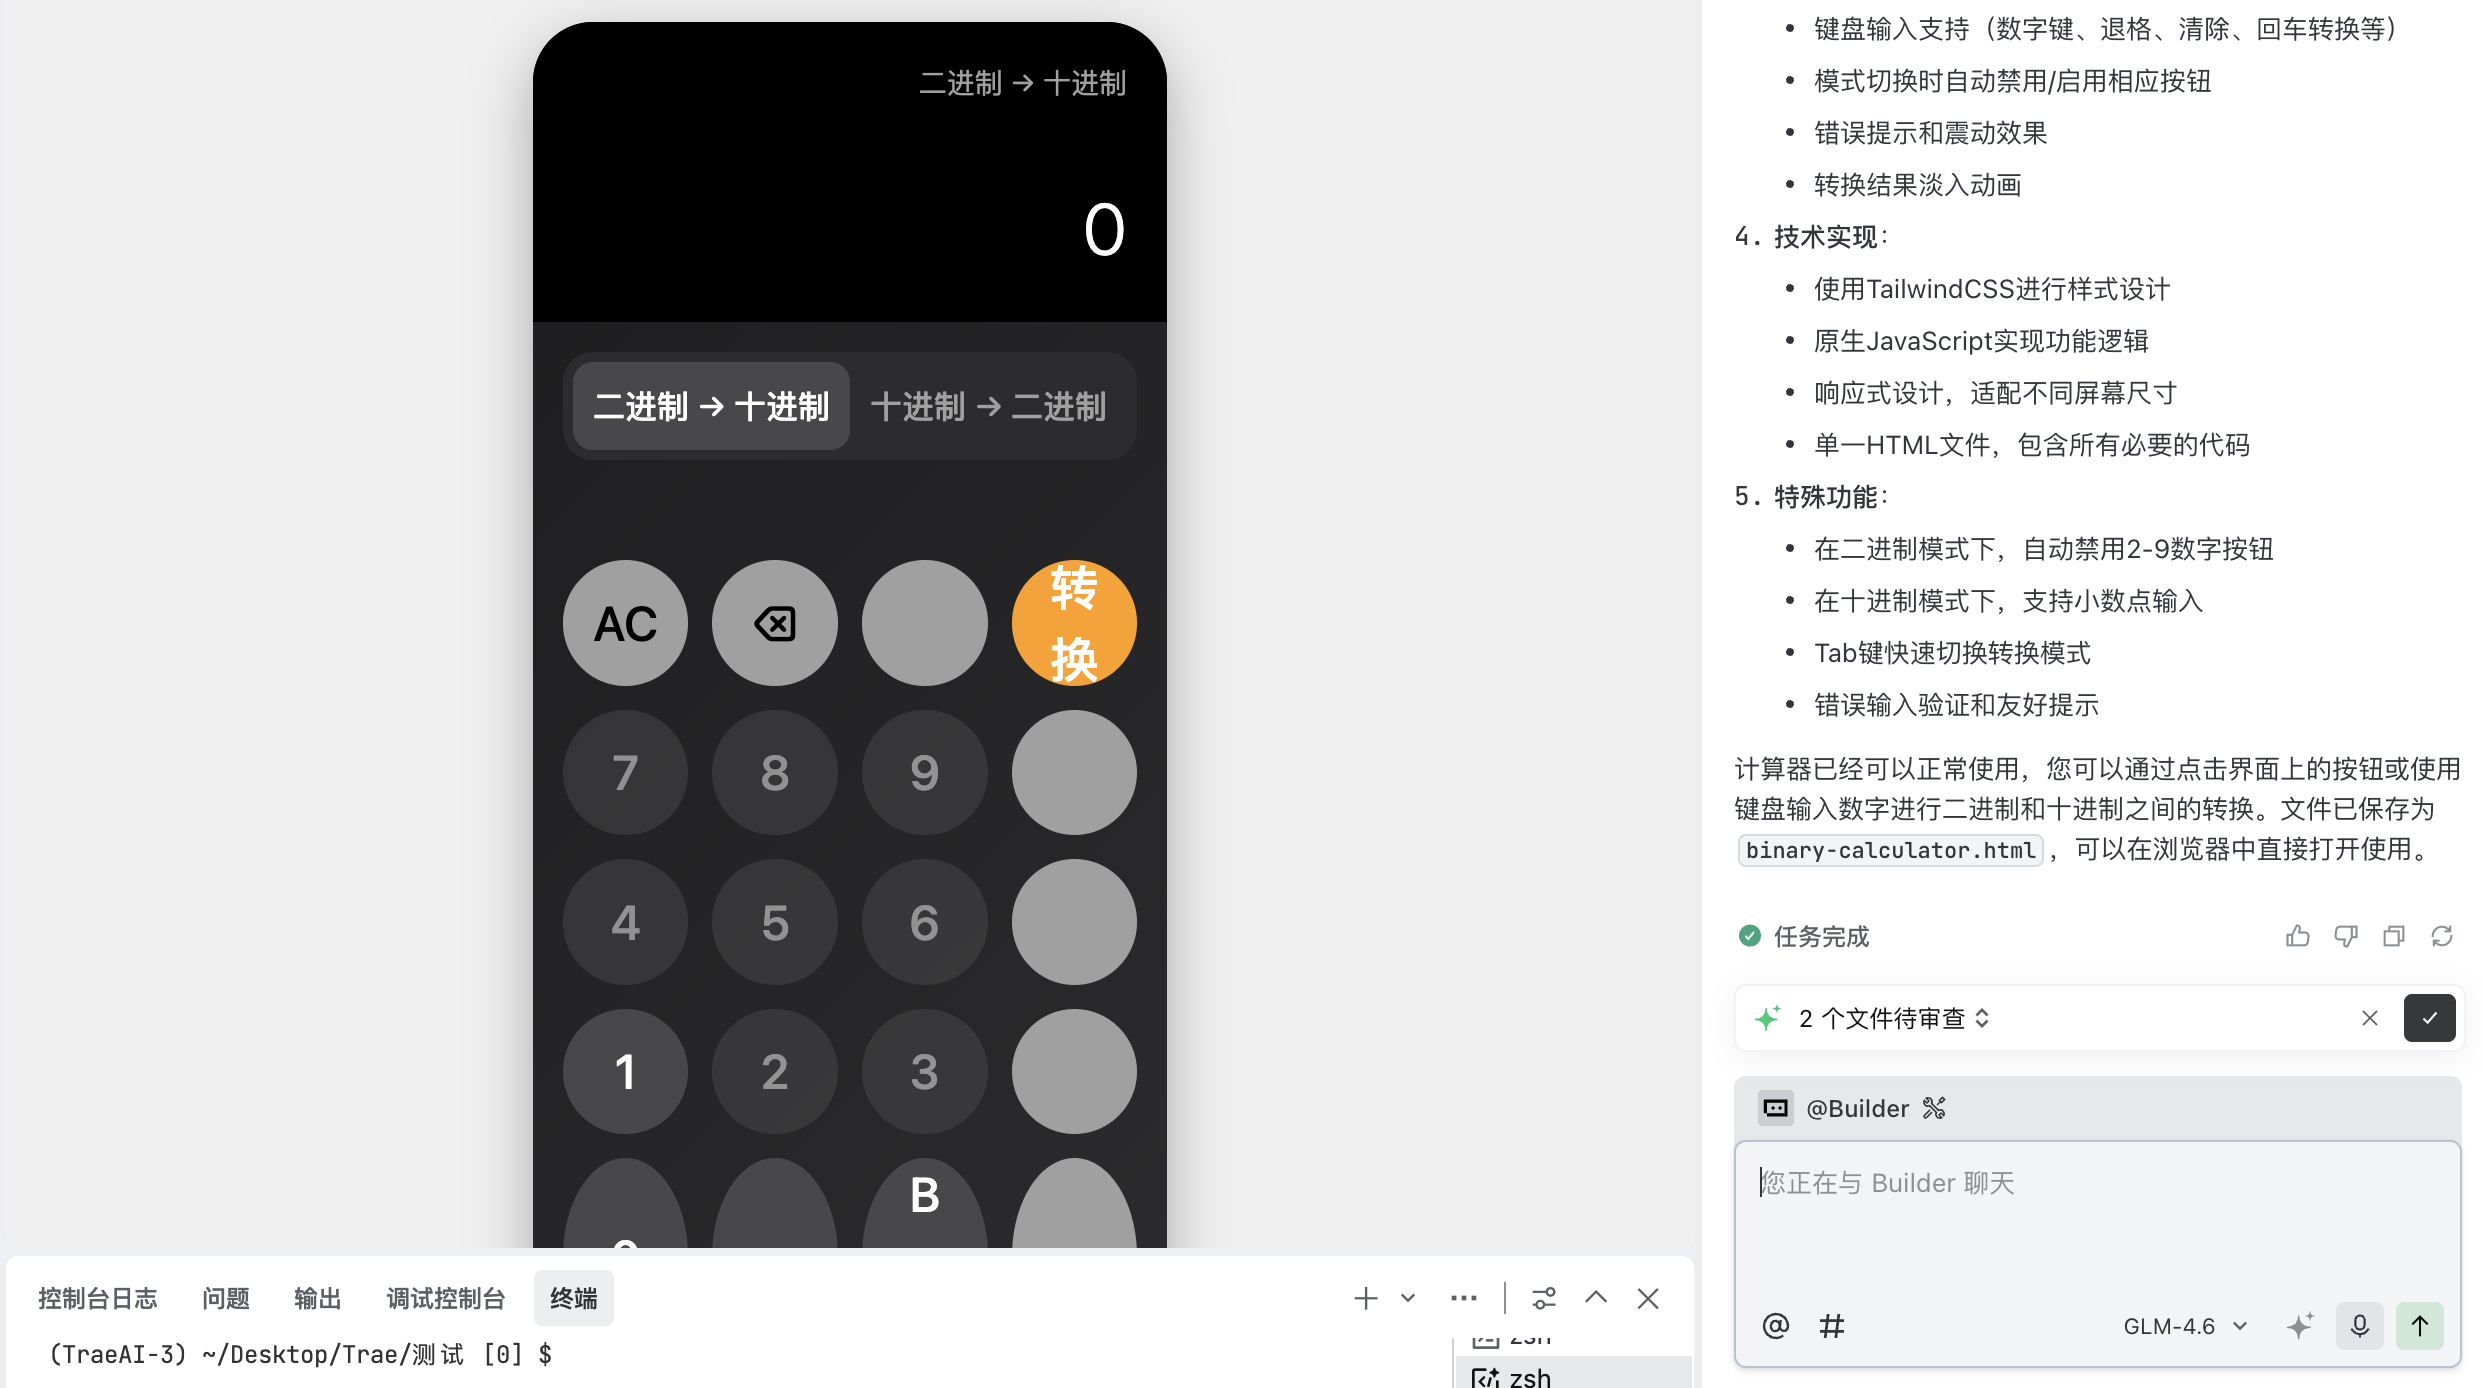 二进制 → 十进制
0
二进制 → 十进制
十进制 → 二进制
AC
转
换
7
8
9
4
5
6
1
2
3
B
控制台日志
问题
输出
调试控制台
终端
(TraeAI-3) ~/Desktop/Trae/测试 [0] $
zsh
zsh
• 键盘输入支持（数字键、退格、清除、回车转换等）
• 模式切换时自动禁用/启用相应按钮
• 错误提示和震动效果
• 转换结果淡入动画
4. 技术实现：
• 使用TailwindCSS进行样式设计
• 原生JavaScript实现功能逻辑
• 响应式设计，适配不同屏幕尺寸
• 单一HTML文件，包含所有必要的代码
5. 特殊功能：
• 在二进制模式下，自动禁用2-9数字按钮
• 在十进制模式下，支持小数点输入
• Tab键快速切换转换模式
• 错误输入验证和友好提示
计算器已经可以正常使用，您可以通过点击界面上的按钮或使用
键盘输入数字进行二进制和十进制之间的转换。文件已保存为
binary-calculator.html，可以在浏览器中直接打开使用。
任务完成
2 个文件待审查
@Builder
您正在与 Builder 聊天
@ #
GLM-4.6